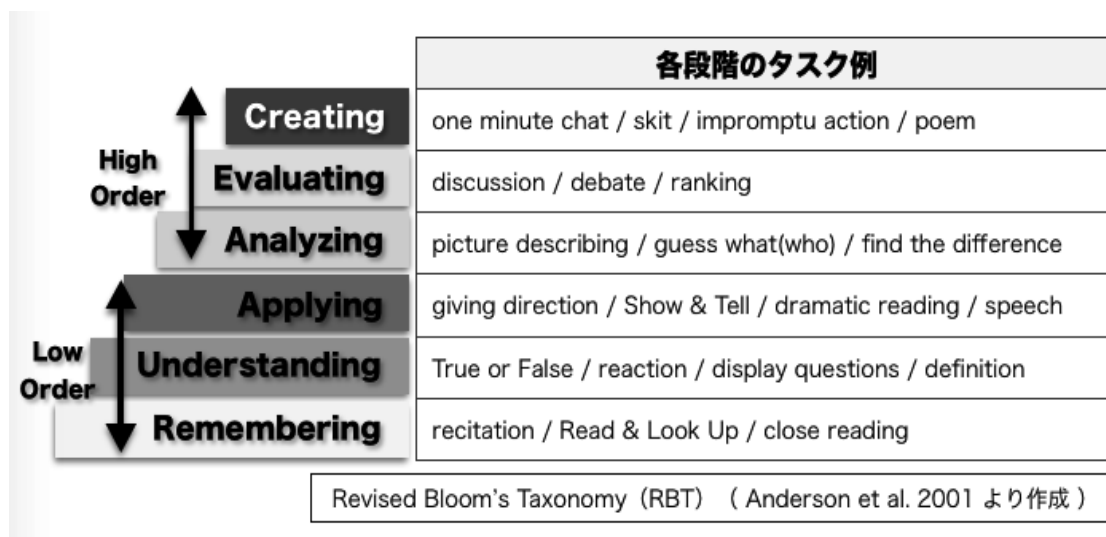 各段階のタスク例
Creating
one minute chat / skit / impromptu action / poem
High
Order
Evaluating
discussion / debate / ranking
Analyzing
picture describing / guess what(who) / find the difference
Applying
giving direction / Show & Tell / dramatic reading / speech
Low
Order
Understanding
True or False / reaction / display questions / definition
Remembering
recitation / Read & Look Up / close reading
Revised Bloom's Taxonomy（RBT）（ Anderson et al. 2001 より作成 ）